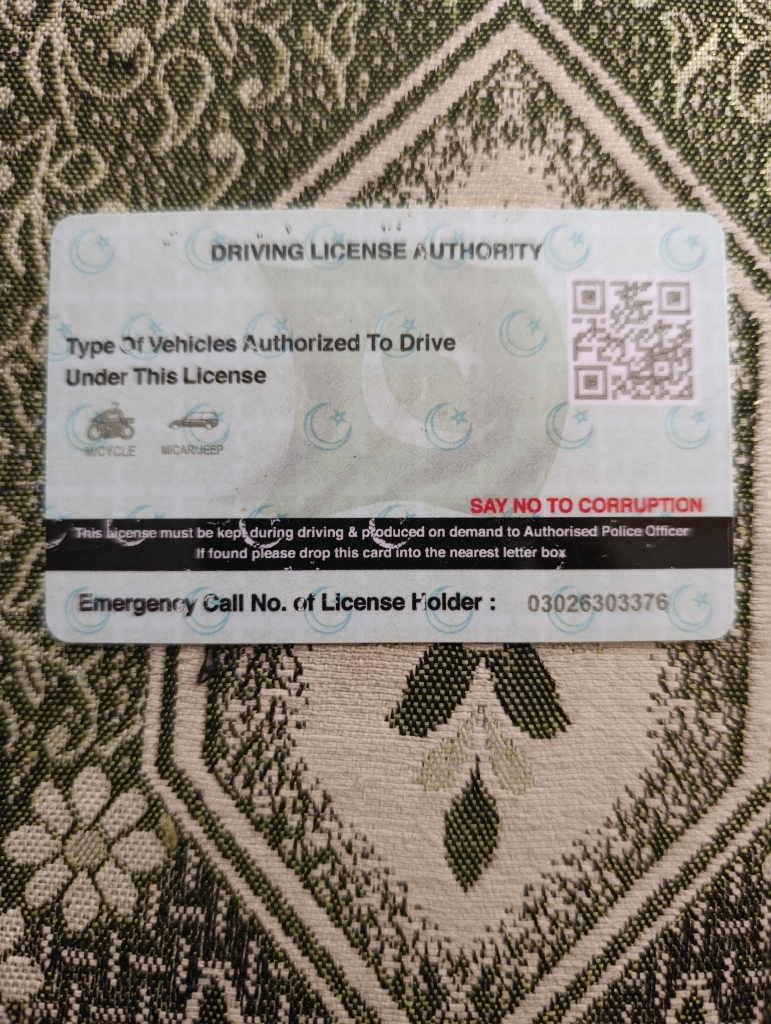 DRIVING LICENSE AUTHORITY
Type Of Vehicles Authorized To Drive
Under This License
M/CYCLE M/CAR/JEEP
SAY NO TO CORRUPTION
This License must be kept during driving & produced on demand to Authorised Police Officer
If found please drop this card into the nearest letter box
Emergency Call No. of License Holder : 03026303376